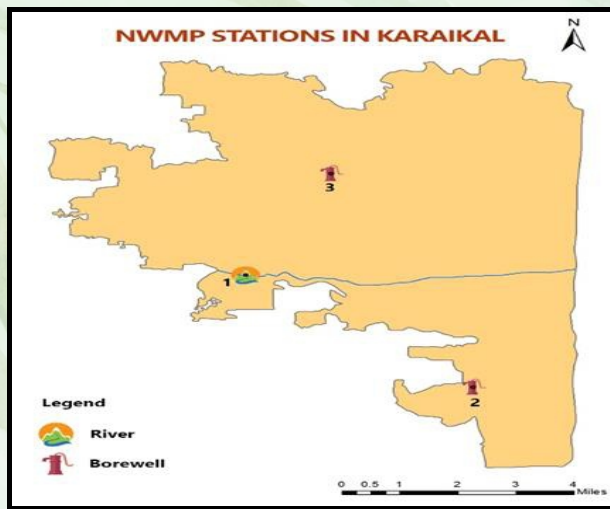 NWMP STATIONS IN KARAIKAL
N
3
1
2
Legend
River
Borewell
0 0.5 1 2 3 4
Miles